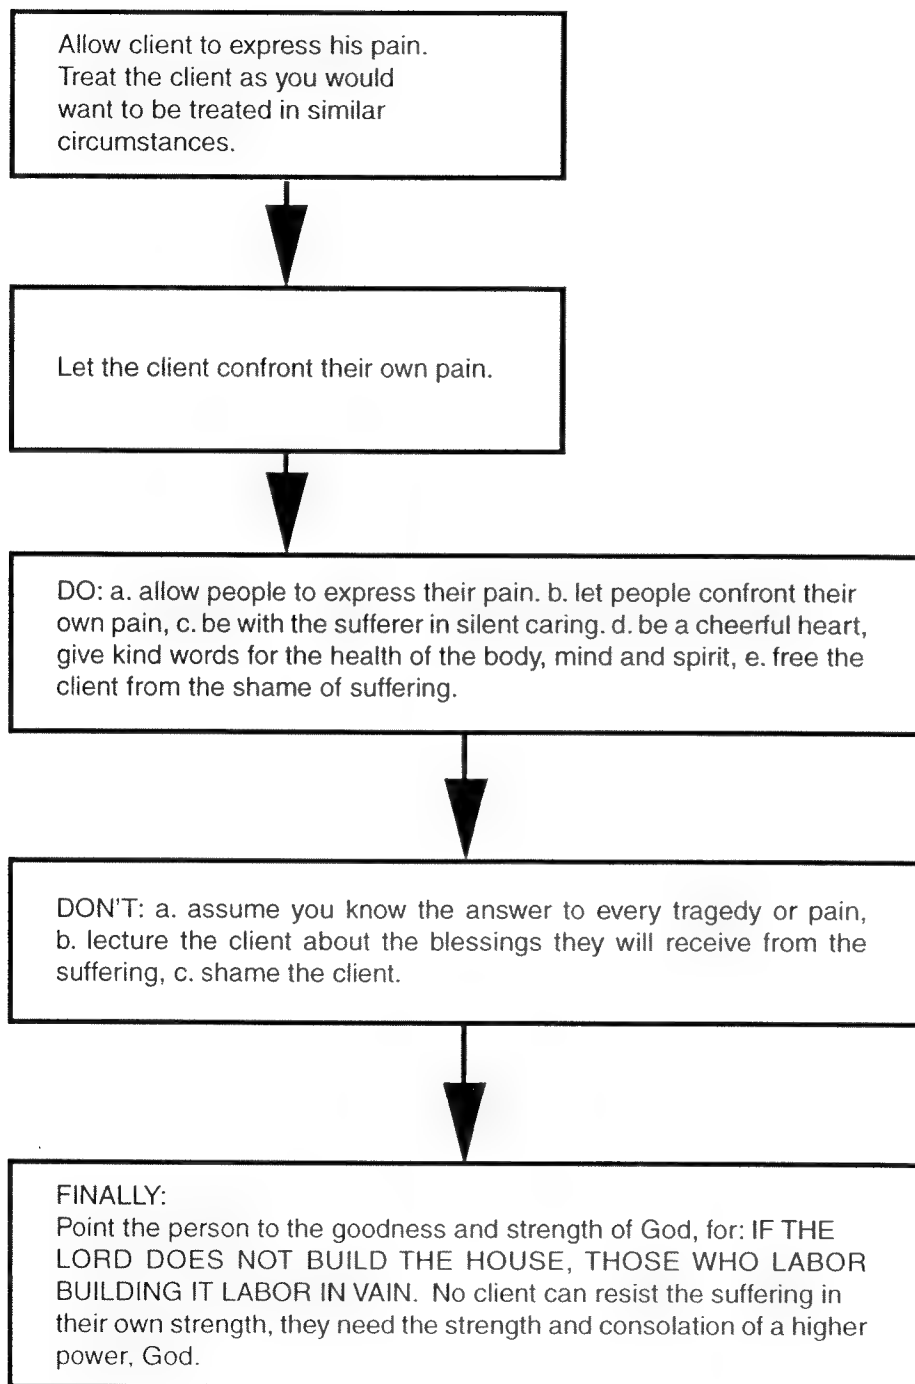 Allow client to express his pain.
Treat the client as you would
want to be treated in similar
circumstances.
Let the client confront their own pain.
DO: a. allow people to express their pain. b. let people confront their
own pain, c. be with the sufferer in silent caring. d. be a cheerful heart,
give kind words for the health of the body, mind and spirit, e. free the
client from the shame of suffering.
DON'T: a. assume you know the answer to every tragedy or pain,
b. lecture the client about the blessings they will receive from the
suffering, c. shame the client.
FINALLY:
Point the person to the goodness and strength of God, for: IF THE
LORD DOES NOT BUILD THE HOUSE, THOSE WHO LABOR
BUILDING IT LABOR IN VAIN. No client can resist the suffering in
their own strength, they need the strength and consolation of a higher
power, God.